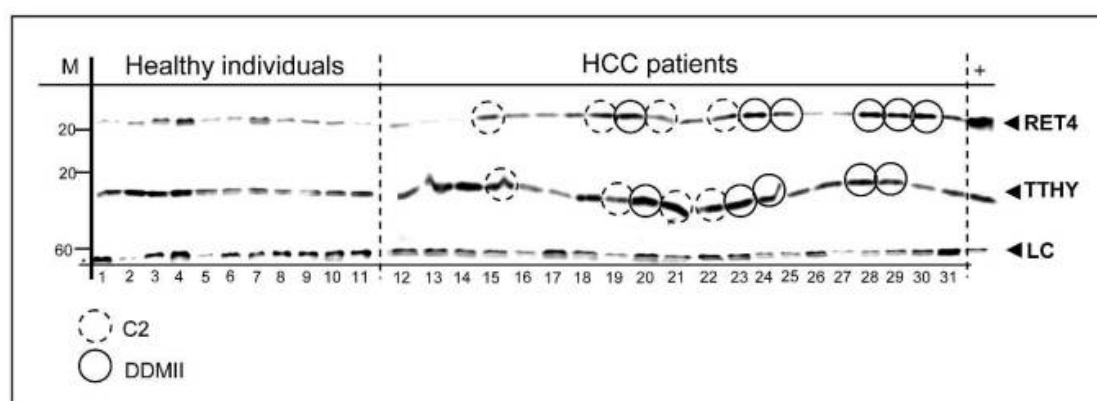 M Healthy individuals HCC patients +
20 RET4
20 TTHY
60 LC
1 2 3 4 5 6 7 8 9 10 11 12 13 14 15 16 17 18 19 20 21 22 23 24 25 26 27 28 29 30 31
C2
DDMII